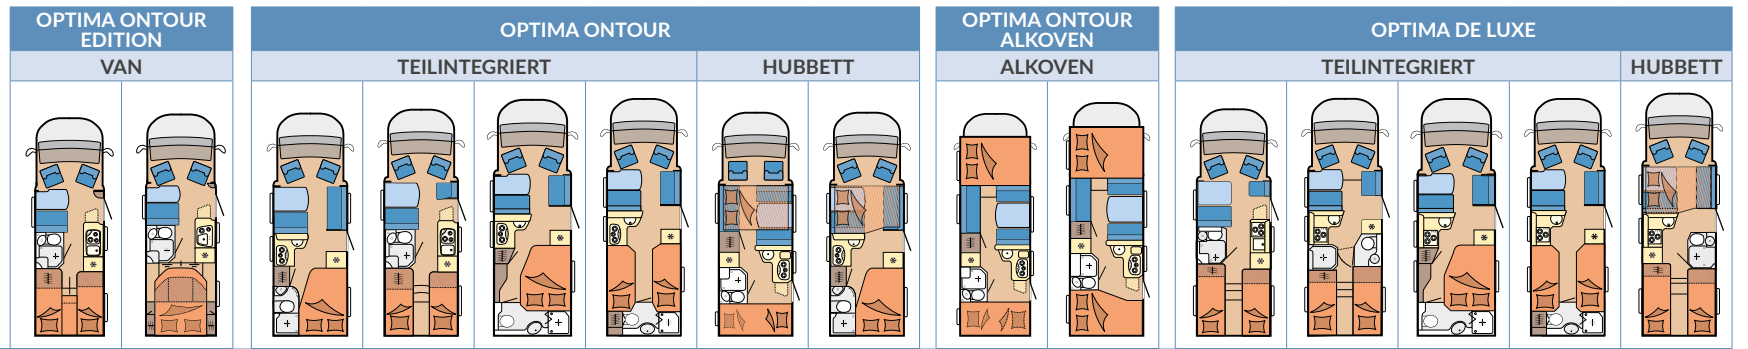 OPTIMA ONTOUR
EDITION
VAN
OPTIMA ONTOUR
TEILINTEGRIERT
HUBBETT
OPTIMA ONTOUR
ALKOVEN
ALKOVEN
OPTIMA DE LUXE
TEILINTEGRIERT
HUBBETT